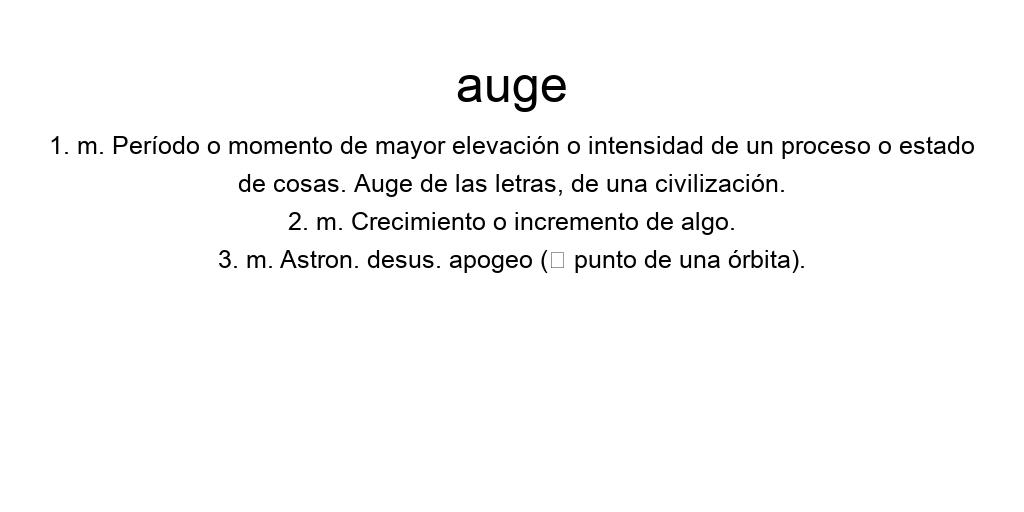 auge
1. m. Período o momento de mayor elevación o intensidad de un proceso o estado
de cosas. Auge de las letras, de una civilización.
2. m. Crecimiento o incremento de algo.
3. m. Astron. desus. apogeo (□ punto de una órbita).